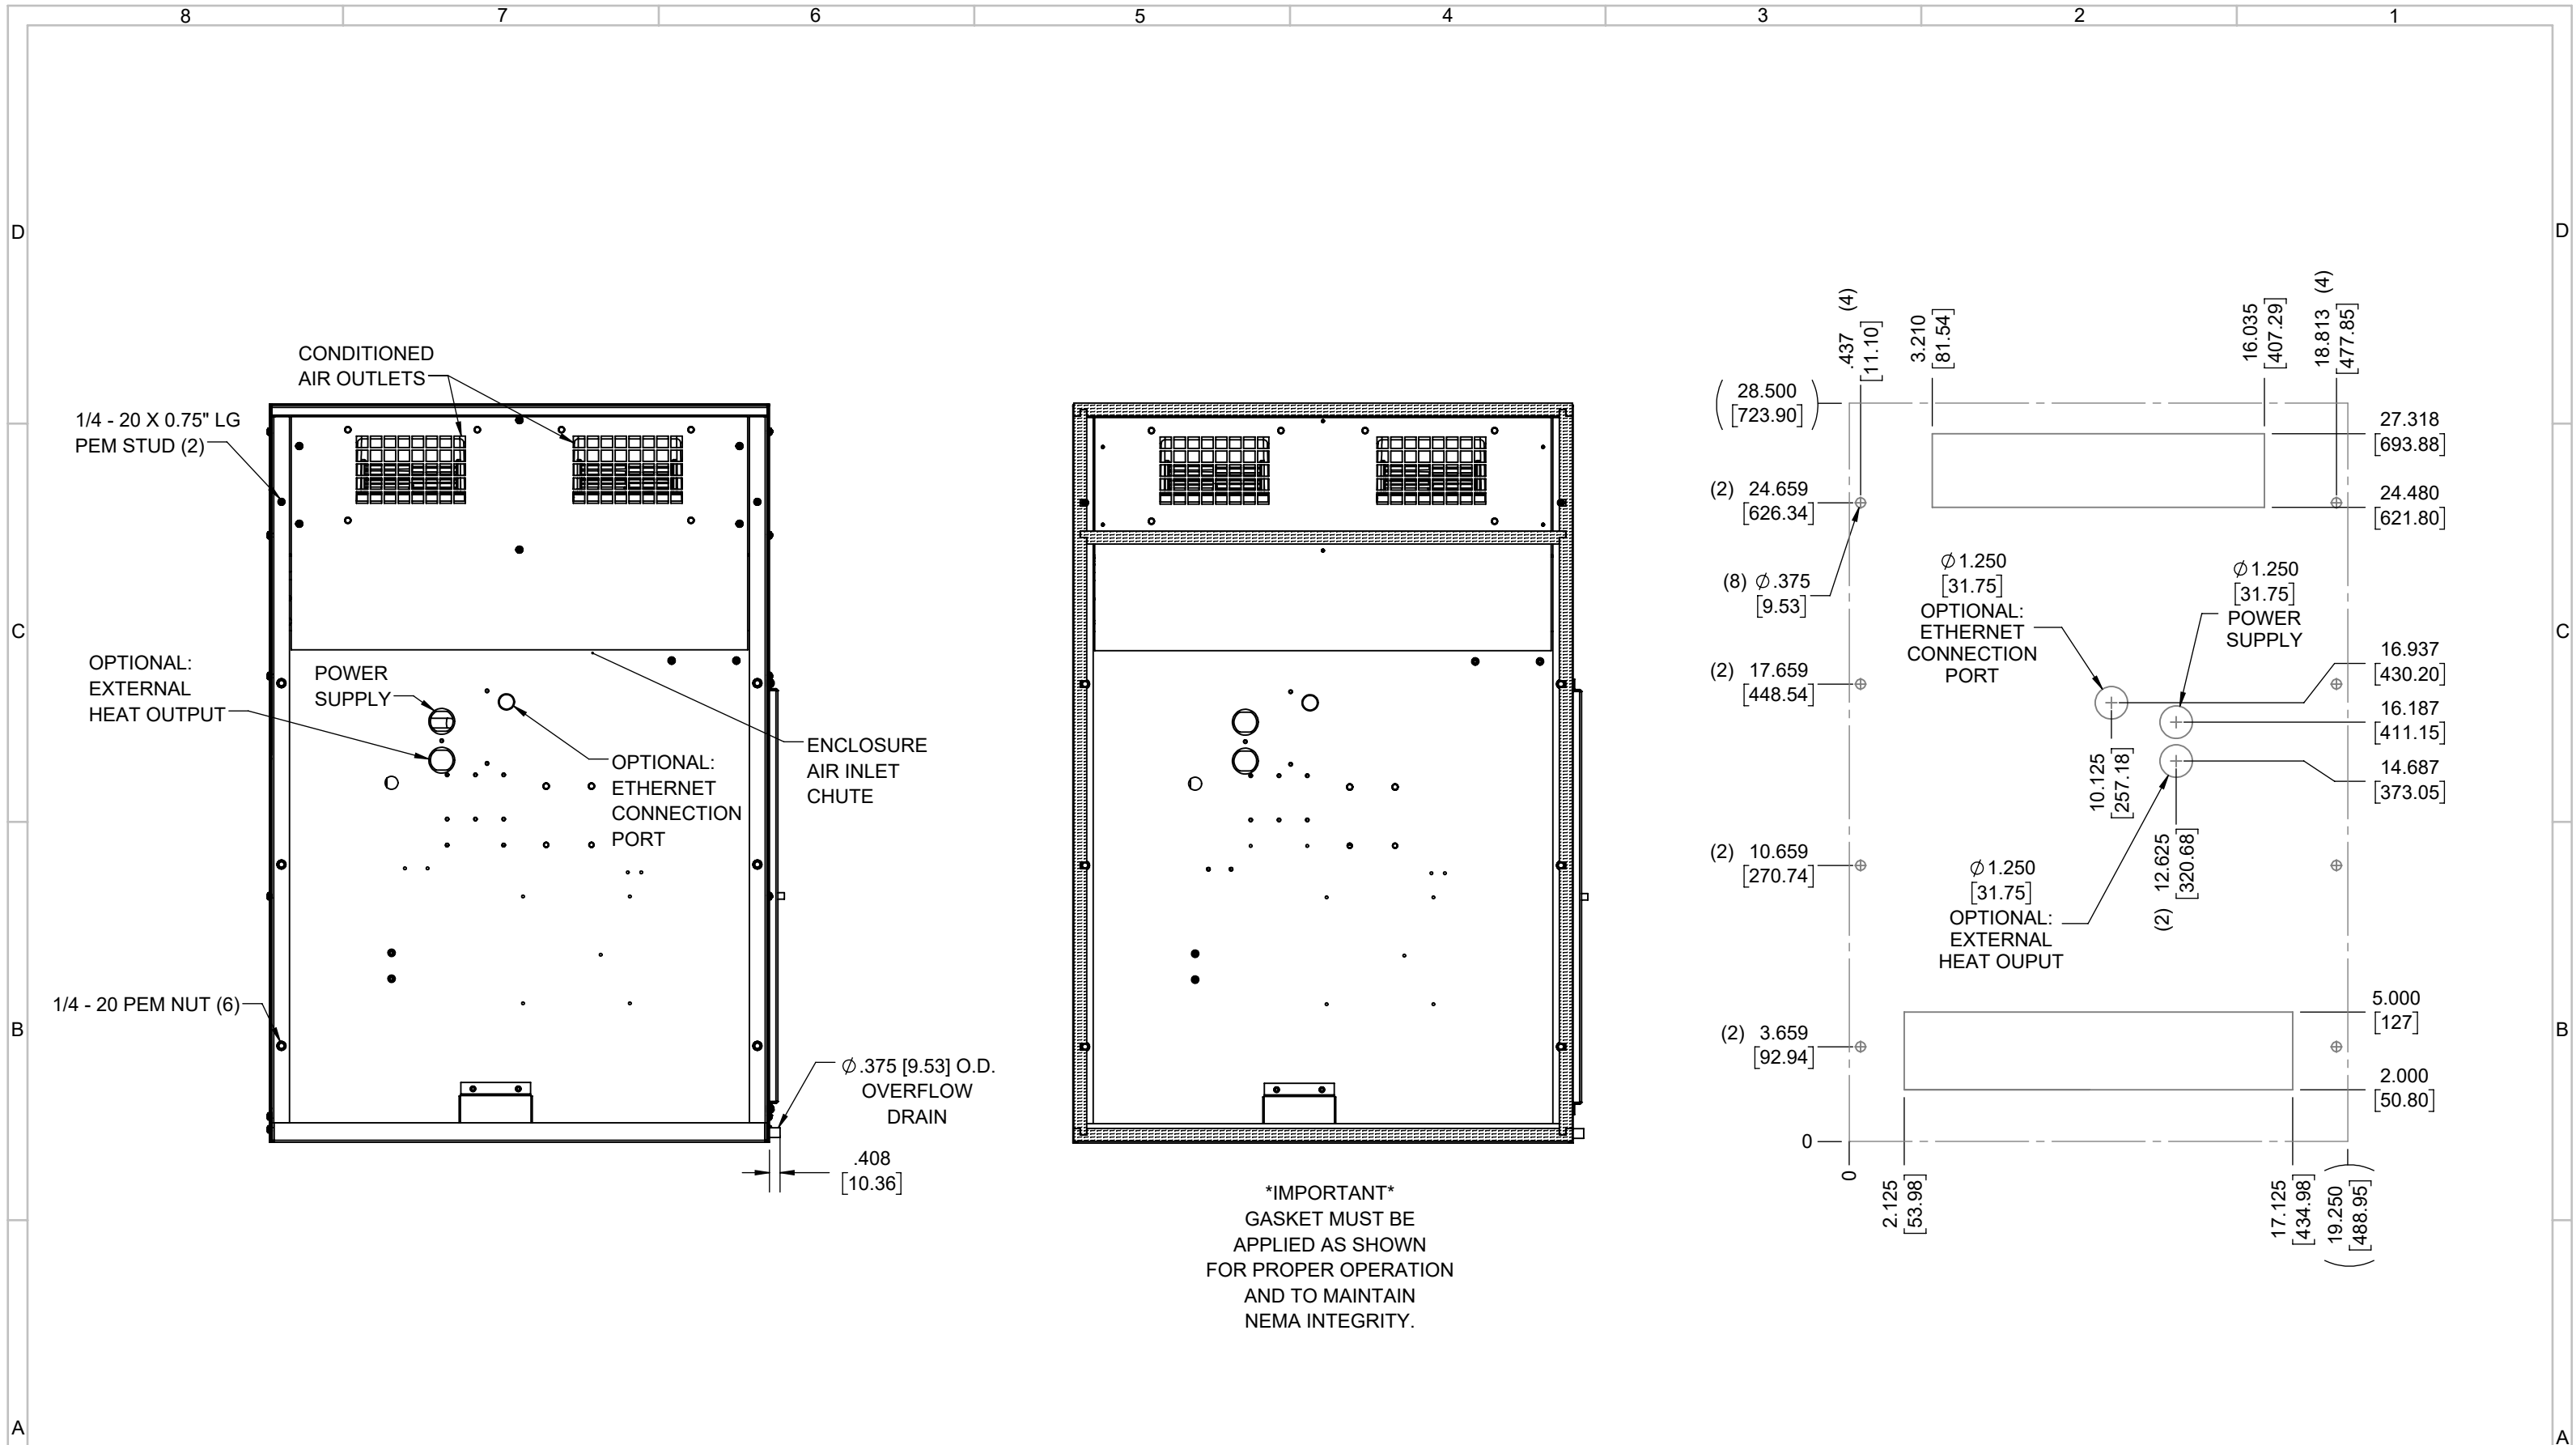 8 7 6 5 4 3 2 1
D D
C C
B B
A A
CONDITIONED
AIR OUTLETS
1/4 - 20 X 0.75" LG
PEM STUD (2)
OPTIONAL:
EXTERNAL
HEAT OUTPUT
POWER
SUPPLY
OPTIONAL:
ETHERNET
CONNECTION
PORT
ENCLOSURE
AIR INLET
CHUTE
1/4 - 20 PEM NUT (6)
⌀.375 [9.53] O.D.
OVERFLOW
DRAIN
.408
[10.36]
*IMPORTANT*
GASKET MUST BE
APPLIED AS SHOWN
FOR PROPER OPERATION
AND TO MAINTAIN
NEMA INTEGRITY.
.437 (4)
[11.10]
3.210
[81.54]
16.035
[407.29]
18.813 (4)
[477.85]
(28.500
[723.90])
(2) 24.659
[626.34]
(8) ⌀.375
[9.53]
(2) 17.659
[448.54]
(2) 10.659
[270.74]
(2) 3.659
[92.94]
0
0
27.318
[693.88]
24.480
[621.80]
⌀1.250
[31.75]
OPTIONAL:
ETHERNET
CONNECTION
PORT
⌀1.250
[31.75]
POWER
SUPPLY
16.937
[430.20]
16.187
[411.15]
14.687
[373.05]
10.125
[257.18]
(2) 12.625
[320.68]
⌀1.250
[31.75]
OPTIONAL:
EXTERNAL
HEAT OUPUT
5.000
[127]
2.000
[50.80]
2.125
[53.98]
17.125
[434.98]
(19.250
[488.95])